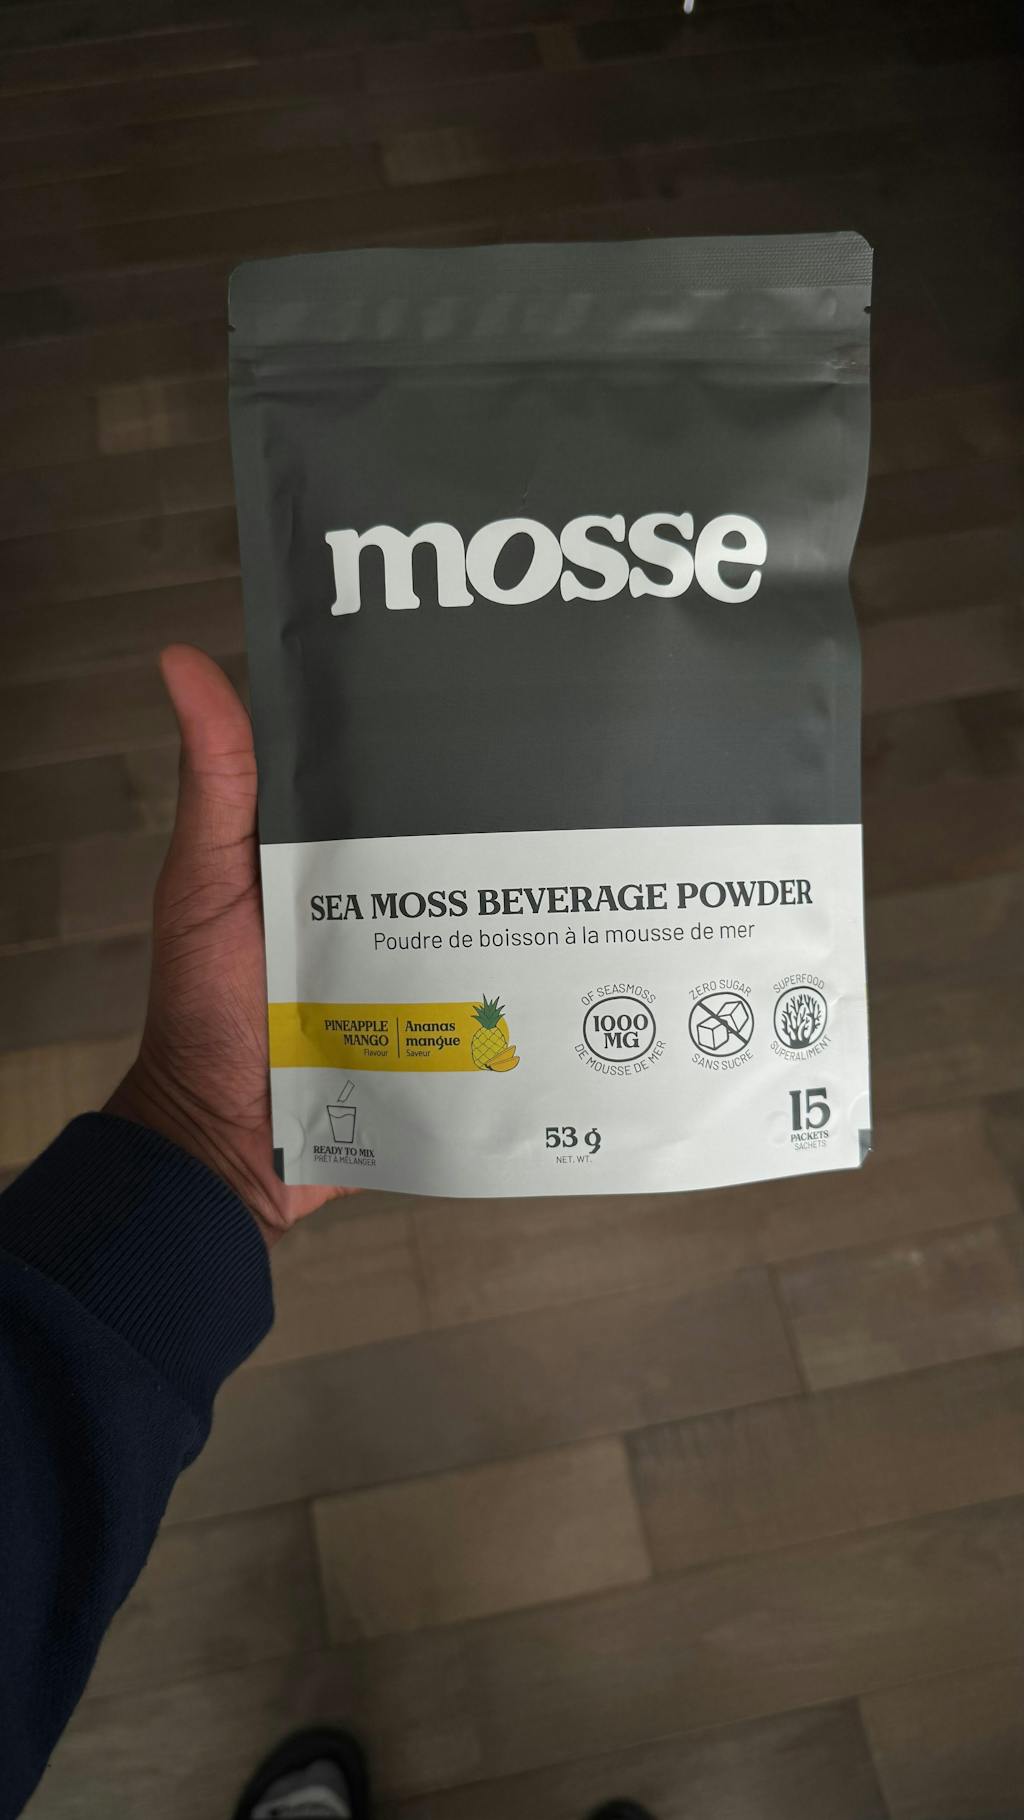 mosse
SEA MOSS BEVERAGE POWDER
Poudre de boisson à la mousse de mer
PINEAPPLE
MANGO
Flavour
Ananas
mangue
Saveur
OF SEASMOSS
1000
MG
DE MOUSSE DE MER
ZERO SUGAR
SANS SUCRE
SUPERFOOD
SUPERALIMENT
READY TO MIX
PRÊT À MÉLANGER
53 g
NET. WT.
15
PACKETS
SACHETS